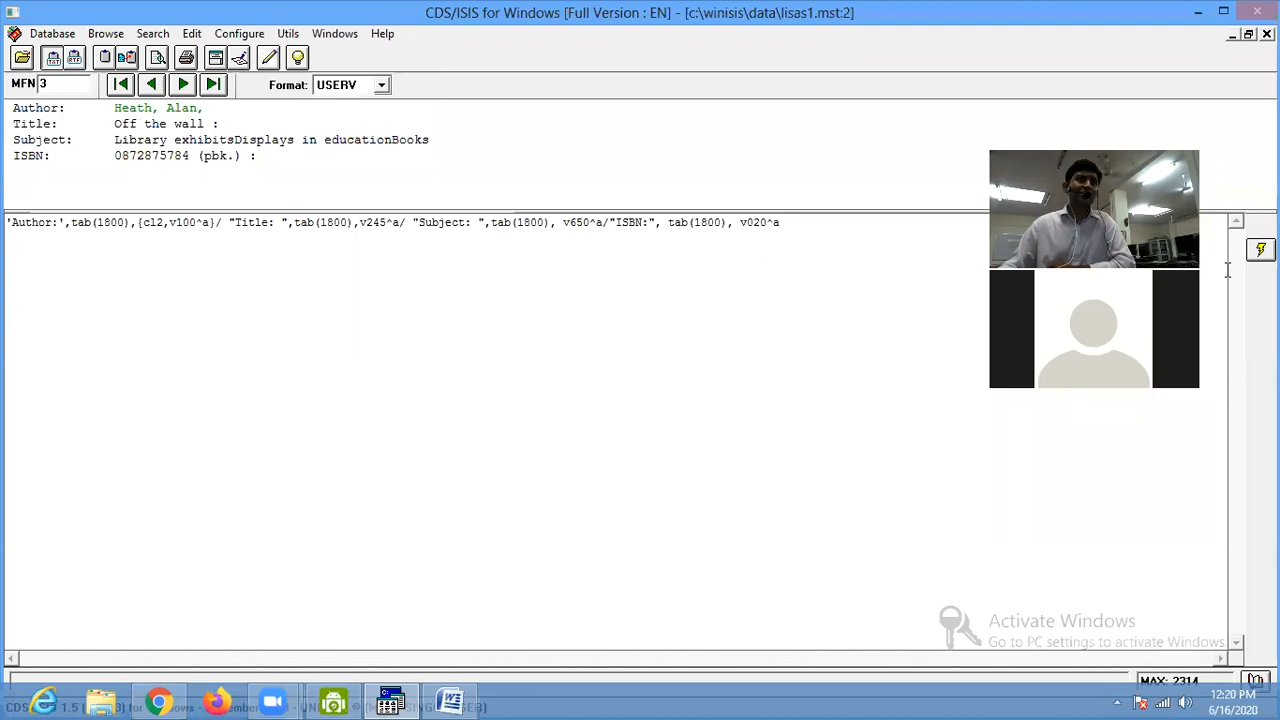 CDS/ISIS for Windows [Full Version : EN] - [c:\winisis\data\lisas1.mst:2]
Database Browse Search Edit Configure Utils Windows Help
MFN 3 Format: USERV
Author: Heath, Alan,
Title: Off the wall :
Subject: Library exhibitsDisplays in educationBooks
ISBN: 0872875784 (pbk.) :
'Author:',tab(1800),{cl2,v100^a}/ "Title: ",tab(1800),v245^a/ "Subject: ",tab(1800), v650^a/"ISBN:", tab(1800), v020^a
Activate Windows
Go to PC settings to activate Windows
MAX: 2314
12:20 PM
6/16/2020